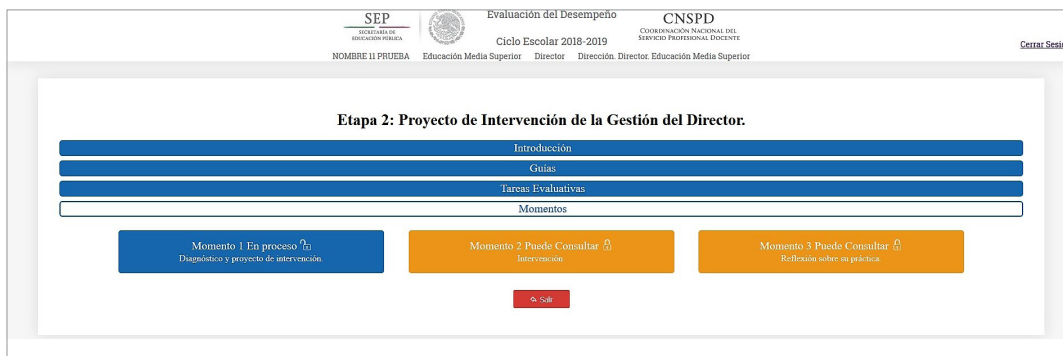 SEP
SECRETARÍA DE
EDUCACIÓN PÚBLICA
Evaluación del Desempeño
Ciclo Escolar 2018-2019
CNSPD
COORDINACIÓN NACIONAL DEL
SERVICIO PROFESIONAL DOCENTE
NOMBRE 11 PRUEBA Educación Media Superior Director Dirección. Director. Educación Media Superior
Cerrar Sesi
Etapa 2: Proyecto de Intervención de la Gestión del Director.
Introducción
Guías
Tareas Evaluativas
Momentos
Momento 1 En proceso
Diagnóstico y proyecto de intervención.
Momento 2 Puede Consultar
Intervención
Momento 3 Puede Consultar
Reflexión sobre su práctica
Salir